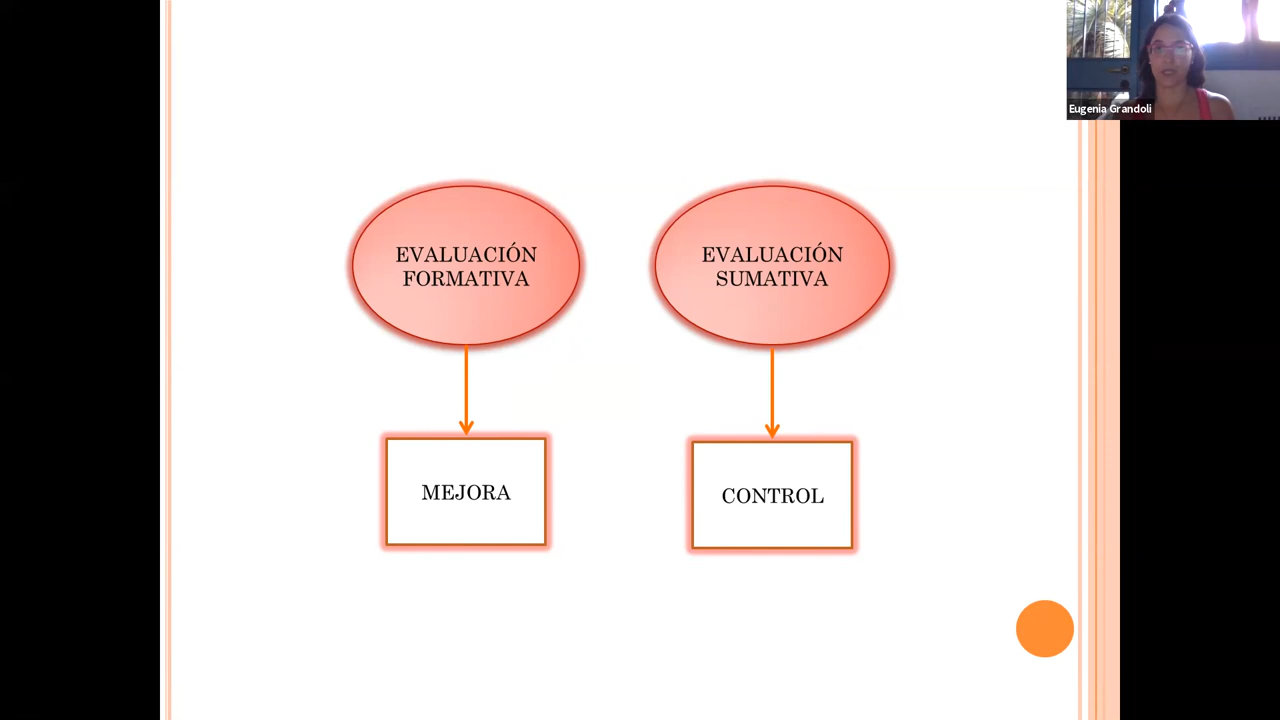 Eugenia Grandoli
EVALUACIÓN
FORMATIVA
EVALUACIÓN
SUMATIVA
MEJORA
CONTROL